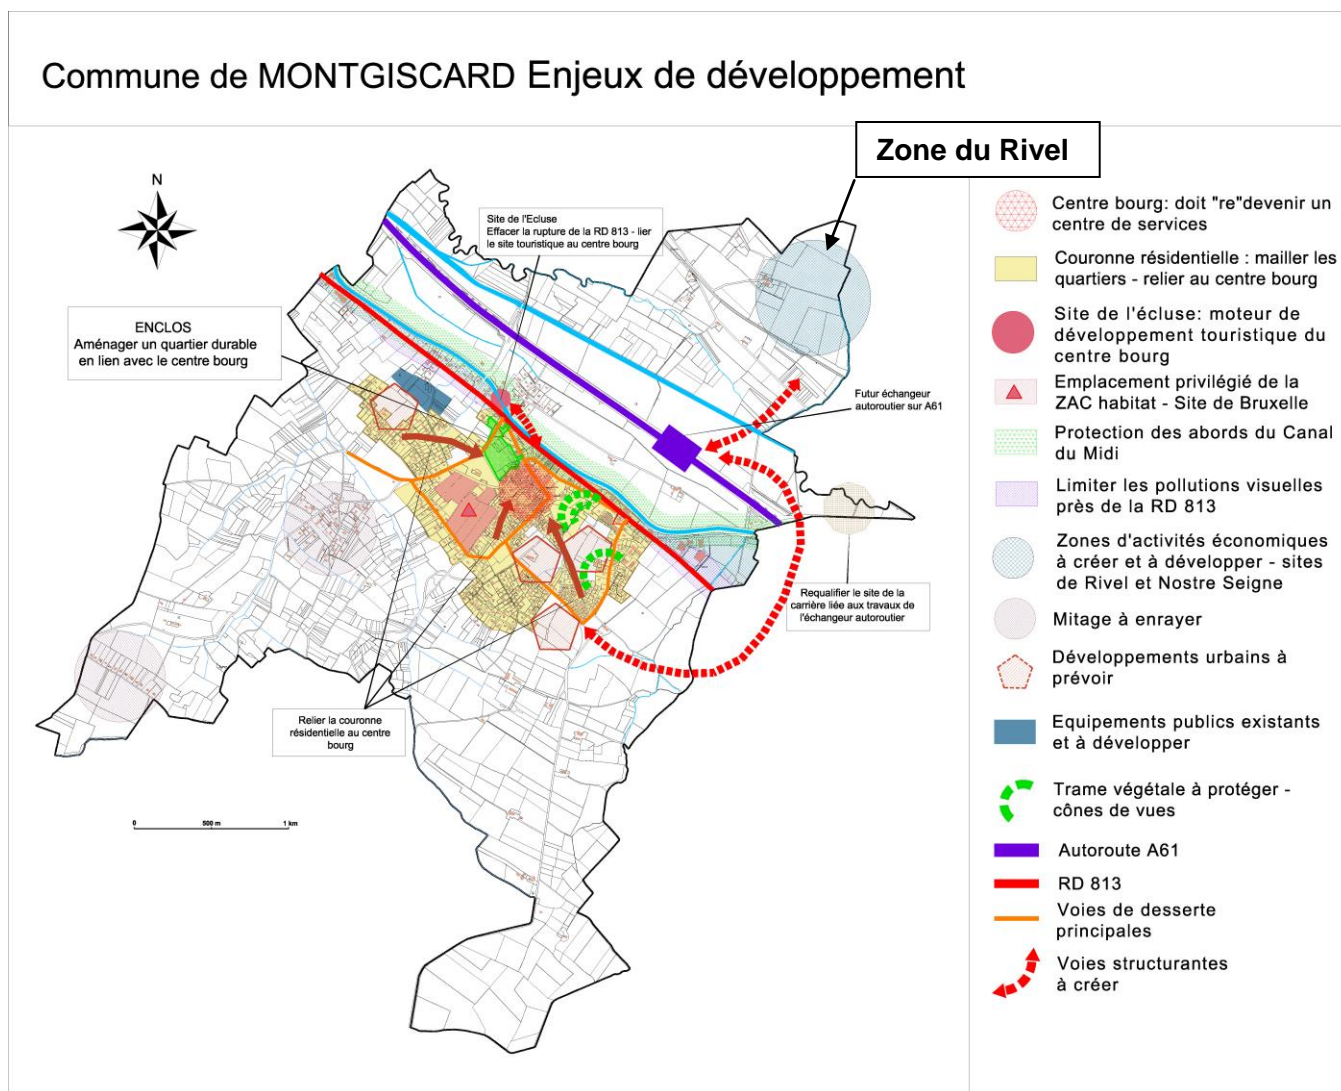 Commune de MONTGISCARD Enjeux de développement
Zone du Rivel
N
Site de l'Ecluse
Effacer la rupture de la RD 813 - lier
le site touristique au centre bourg
ENCLOS
Aménager un quartier durable
en lien avec le centre bourg
Futur échangeur
autoroutier sur A61
Requalifier le site de la
carrière liée aux travaux de
l'échangeur autoroutier
Relier la couronne
résidentielle au centre
bourg
0 500 m 1 km
Centre bourg: doit "re"devenir un
centre de services
Couronne résidentielle : mailler les
quartiers - relier au centre bourg
Site de l'écluse: moteur de
développement touristique du
centre bourg
Emplacement privilégié de la
ZAC habitat - Site de Bruxelle
Protection des abords du Canal
du Midi
Limiter les pollutions visuelles
près de la RD 813
Zones d'activités économiques
à créer et à développer - sites
de Rivel et Nostre Seigne
Mitage à enrayer
Développements urbains à
prévoir
Equipements publics existants
et à développer
Trame végétale à protéger -
cônes de vues
Autoroute A61
RD 813
Voies de desserte
principales
Voies structurantes
à créer